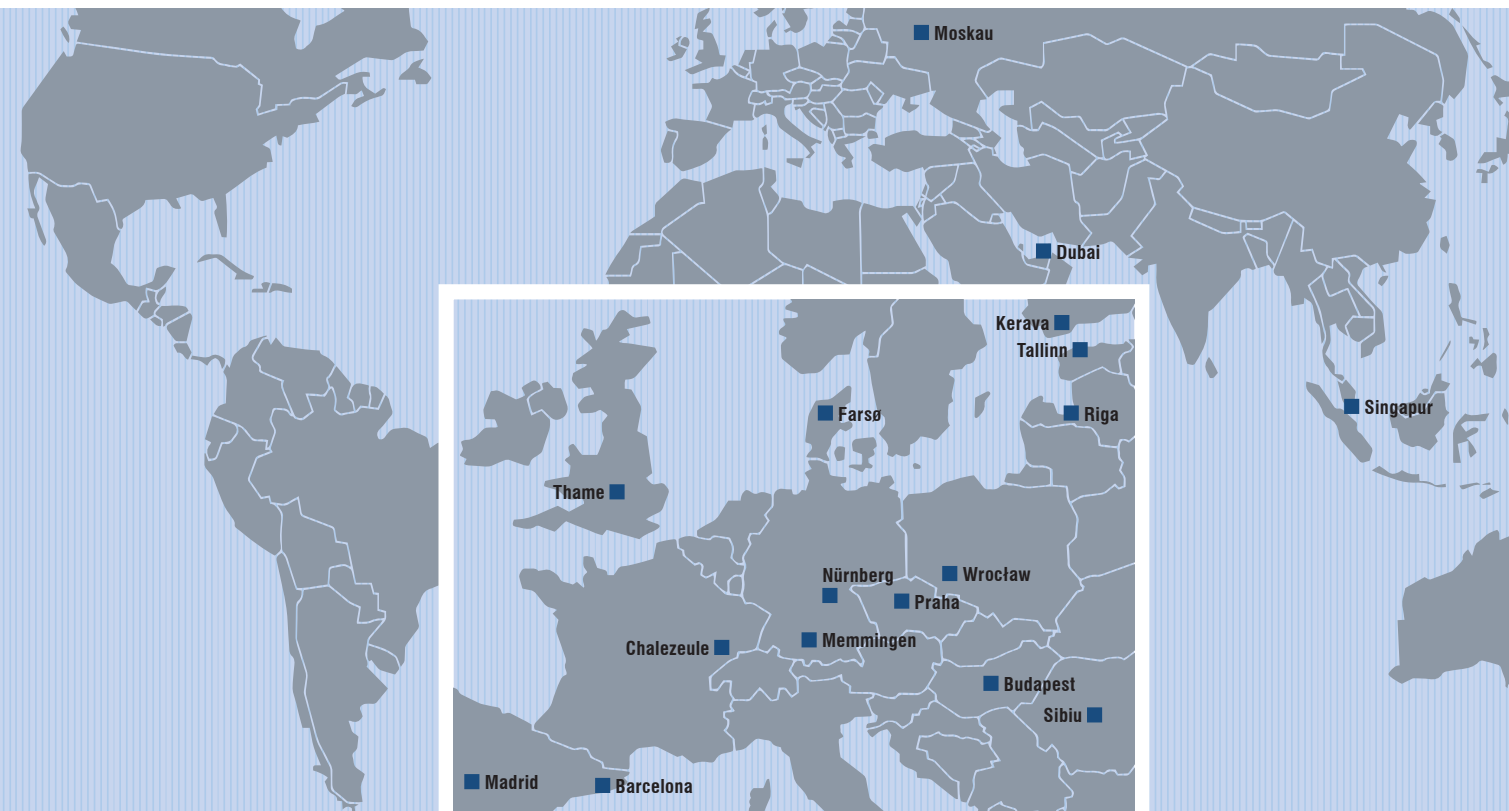 Moskau
Dubai
Kerava
Tallinn
Singapur
Farsø
Riga
Thame
Nürnberg
Wrocław
Praha
Memmingen
Chalezeule
Budapest
Sibiu
Madrid
Barcelona